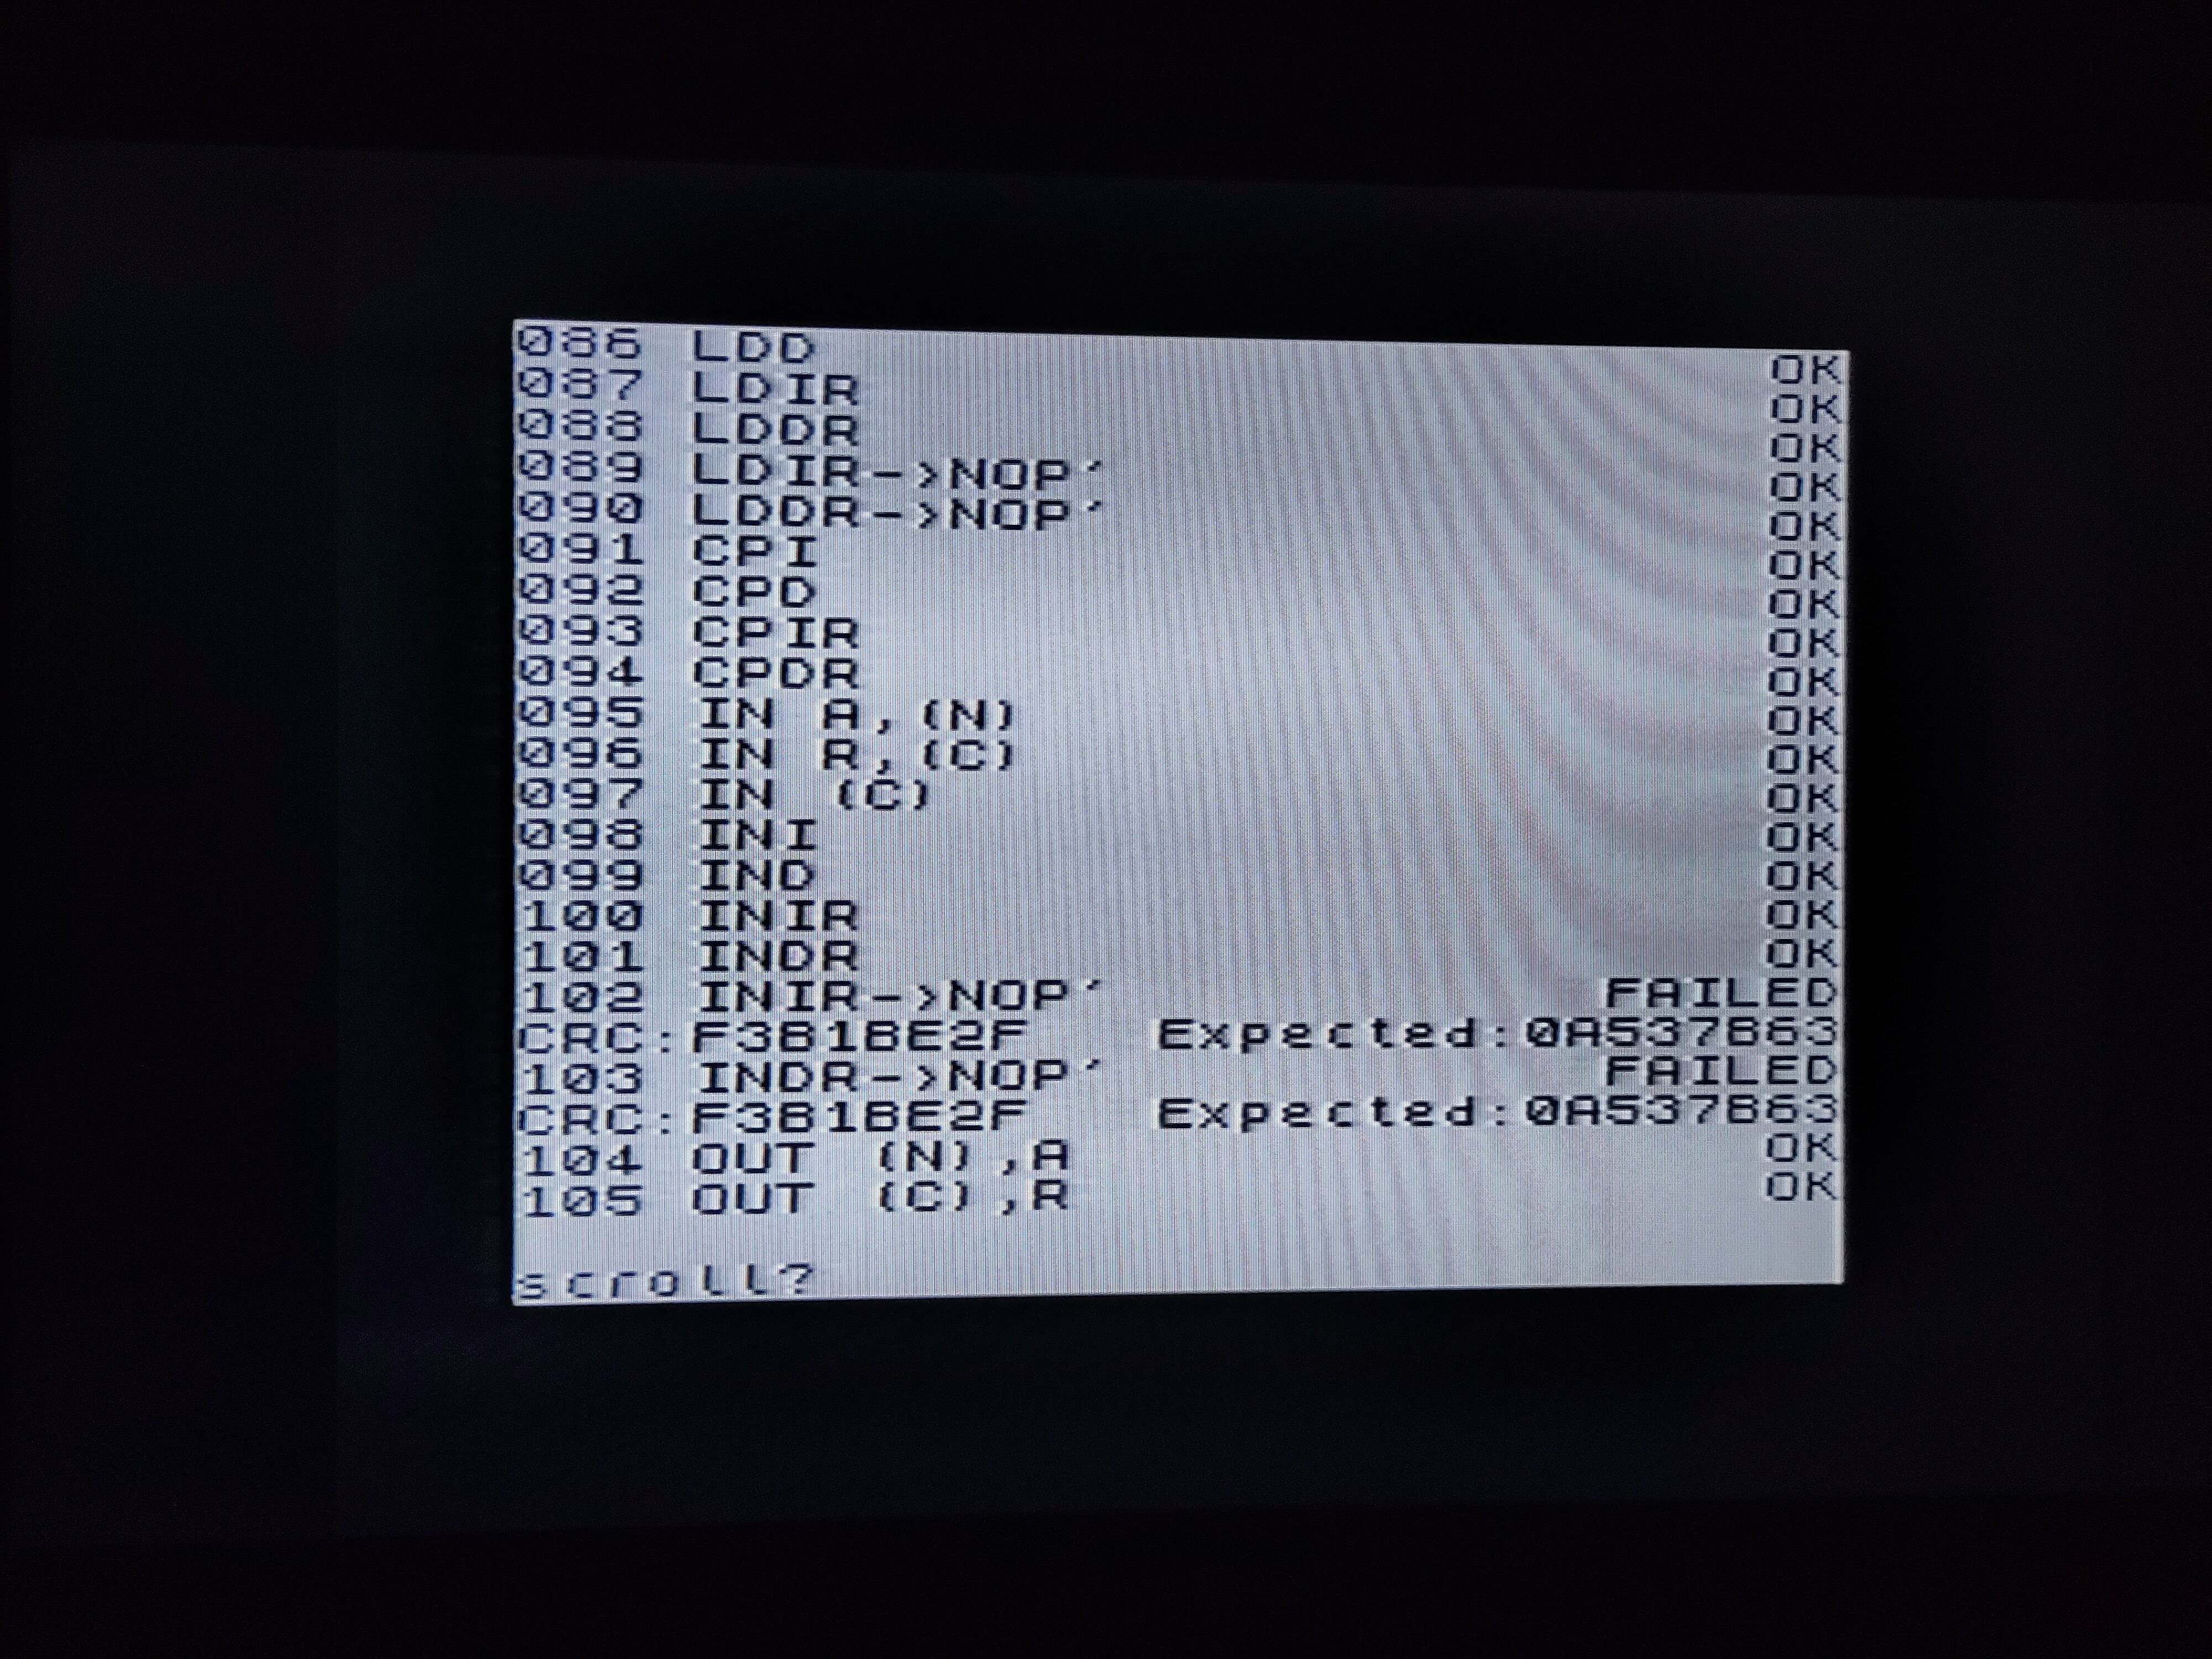 086 LDD OK
087 LDIR OK
088 LDDR OK
089 LDIR->NOP' OK
090 LDDR->NOP' OK
091 CPI OK
092 CPD OK
093 CPIR OK
094 CPDR OK
095 IN A,(N) OK
096 IN R,(C) OK
097 IN (C) OK
098 INI OK
099 IND OK
100 INIR OK
101 INDR OK
102 INIR->NOP' FAILED
CRC:F3B1BE2F Expected:0A537B63
103 INDR->NOP' FAILED
CRC:F3B1BE2F Expected:0A537B63
104 OUT (N),A OK
105 OUT (C),R OK
scroll?